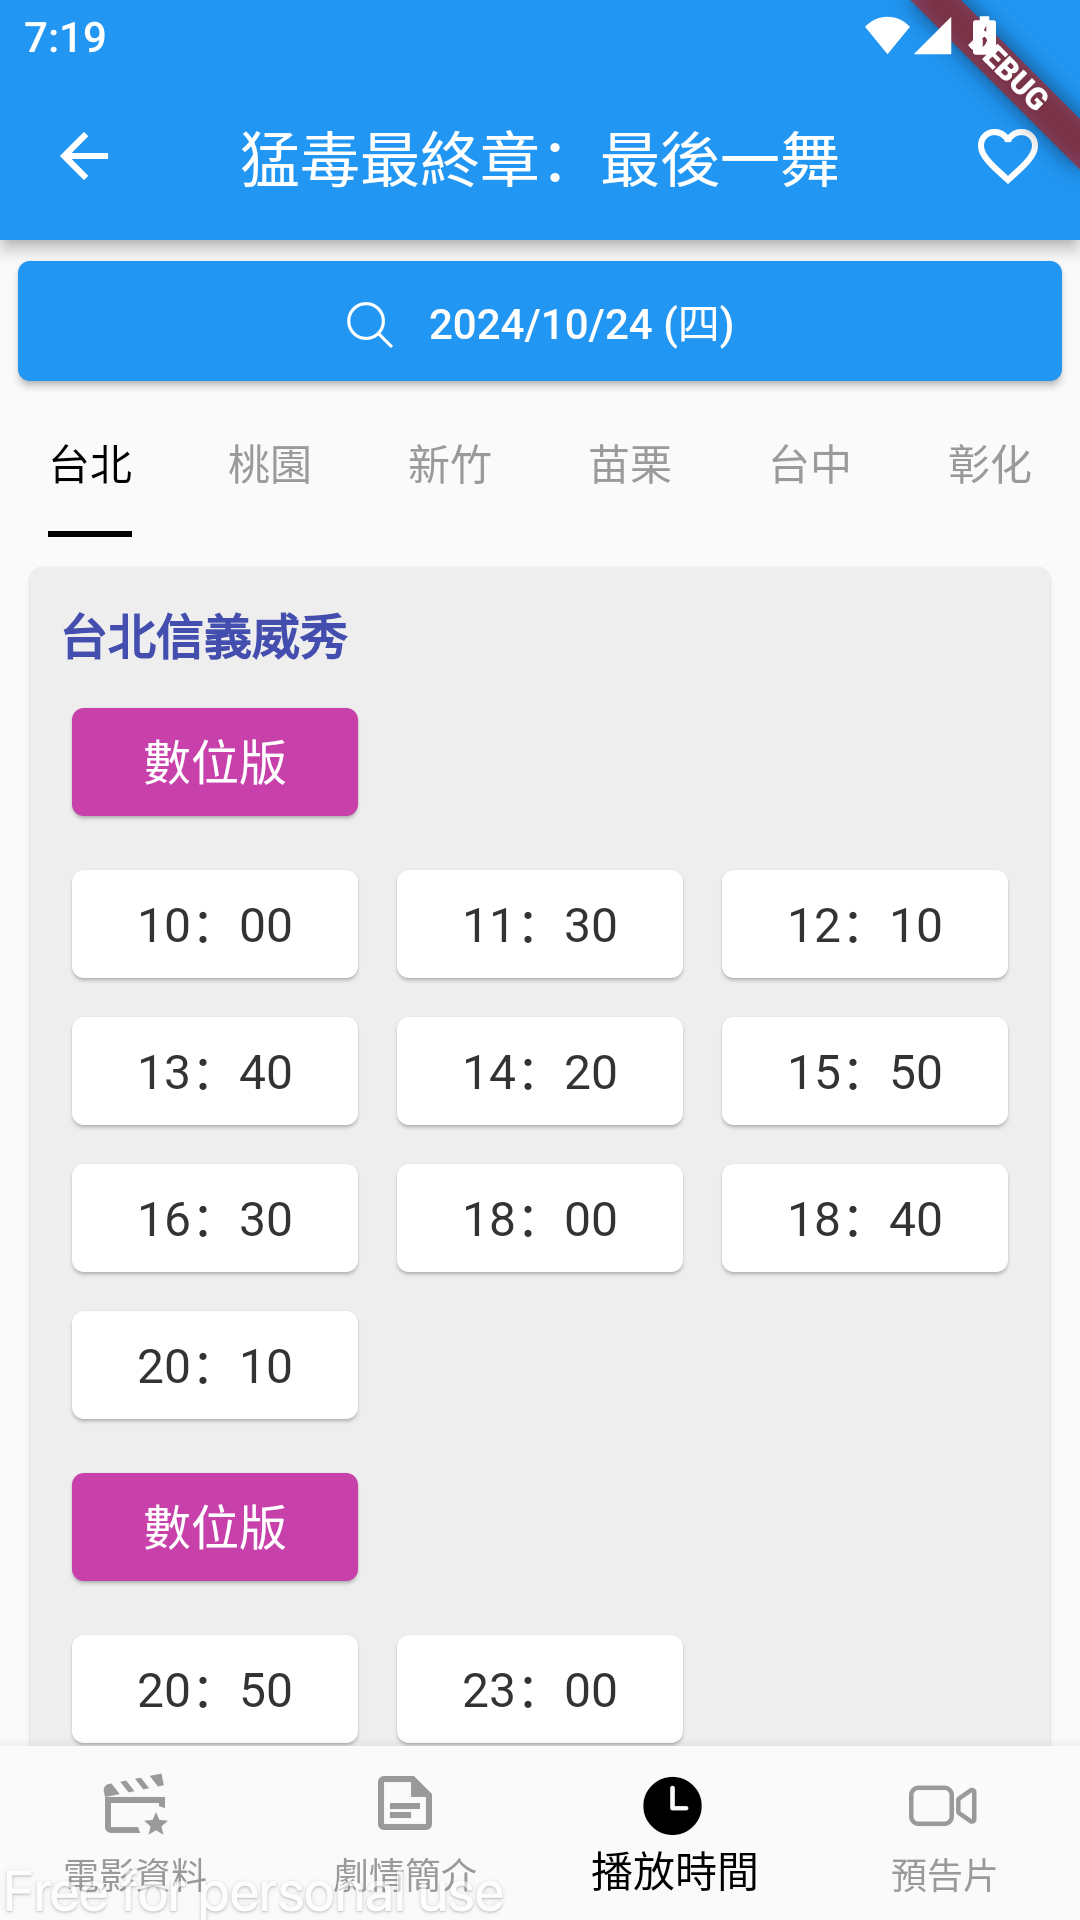 7:19
DEBUG
猛毒最終章：最後一舞
2024/10/24 (四)
台北 桃園 新竹 苗栗 台中 彰化
台北信義威秀
數位版
10：00 11：30 12：10
13：40 14：20 15：50
16：30 18：00 18：40
20：10
數位版
20：50 23：00
電影資料 劇情簡介 播放時間 預告片
Free for personal use